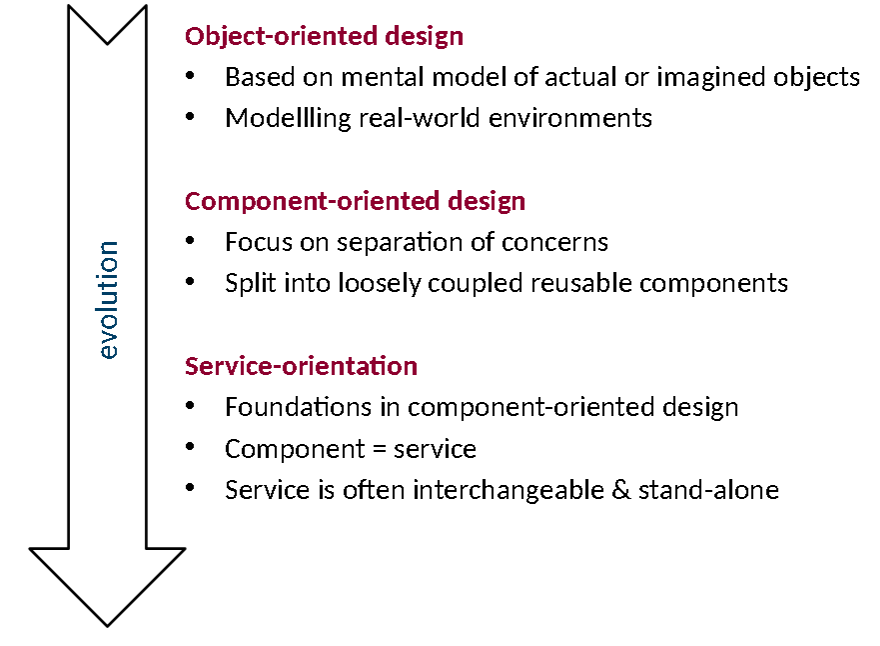 Object-oriented design
• Based on mental model of actual or imagined objects
• Modellling real-world environments
Component-oriented design
• Focus on separation of concerns
• Split into loosely coupled reusable components
Service-orientation
• Foundations in component-oriented design
• Component = service
• Service is often interchangeable & stand-alone
evolution